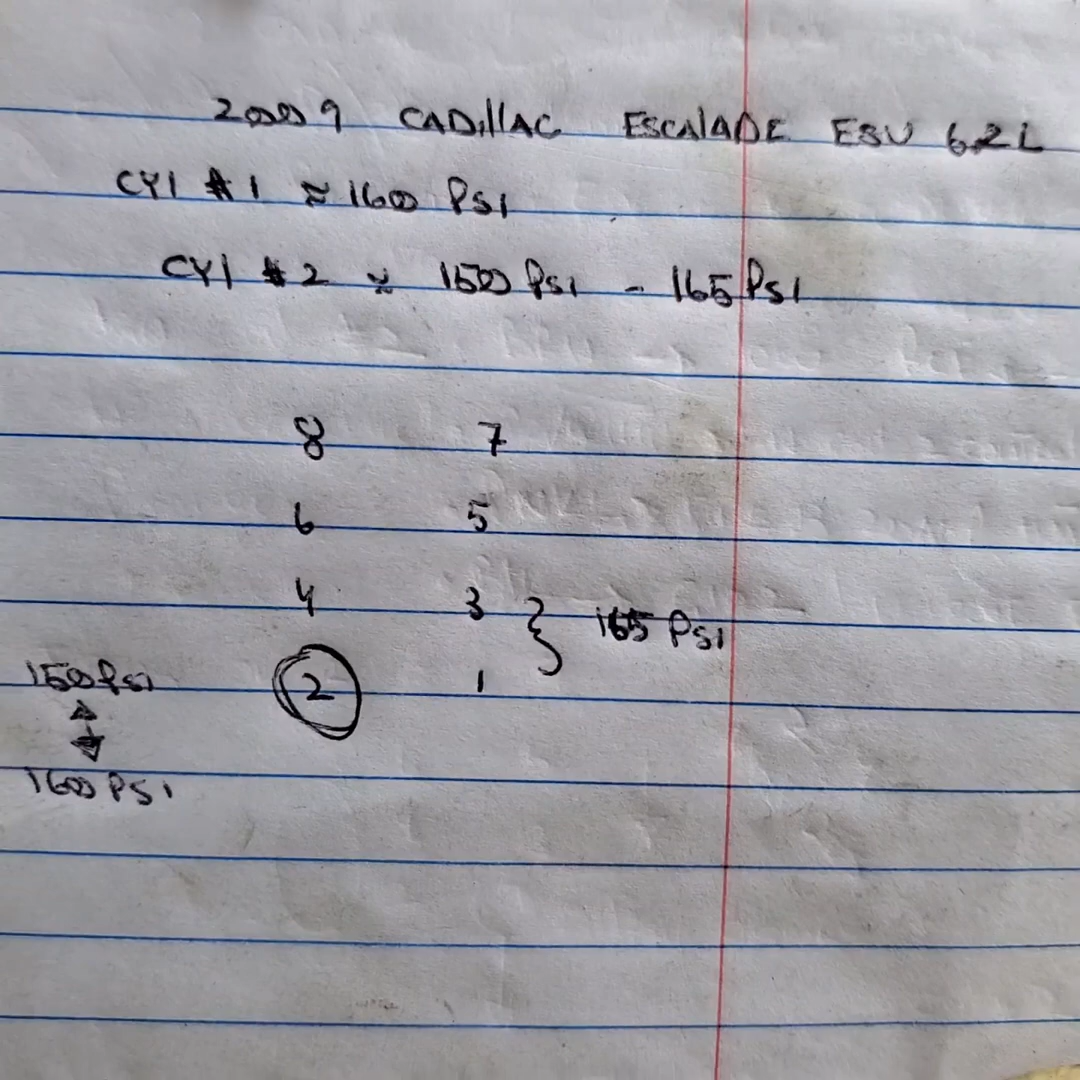 2009 CADillAC ESCAlADE ESV 6.2L
CYl #1 ≈ 160 PSI
CYl #2 ≈ 150 PSI - 165 PSI
8 7
6 5
4 3 } 165 PSI
150 PSI 2 1
160 PSI